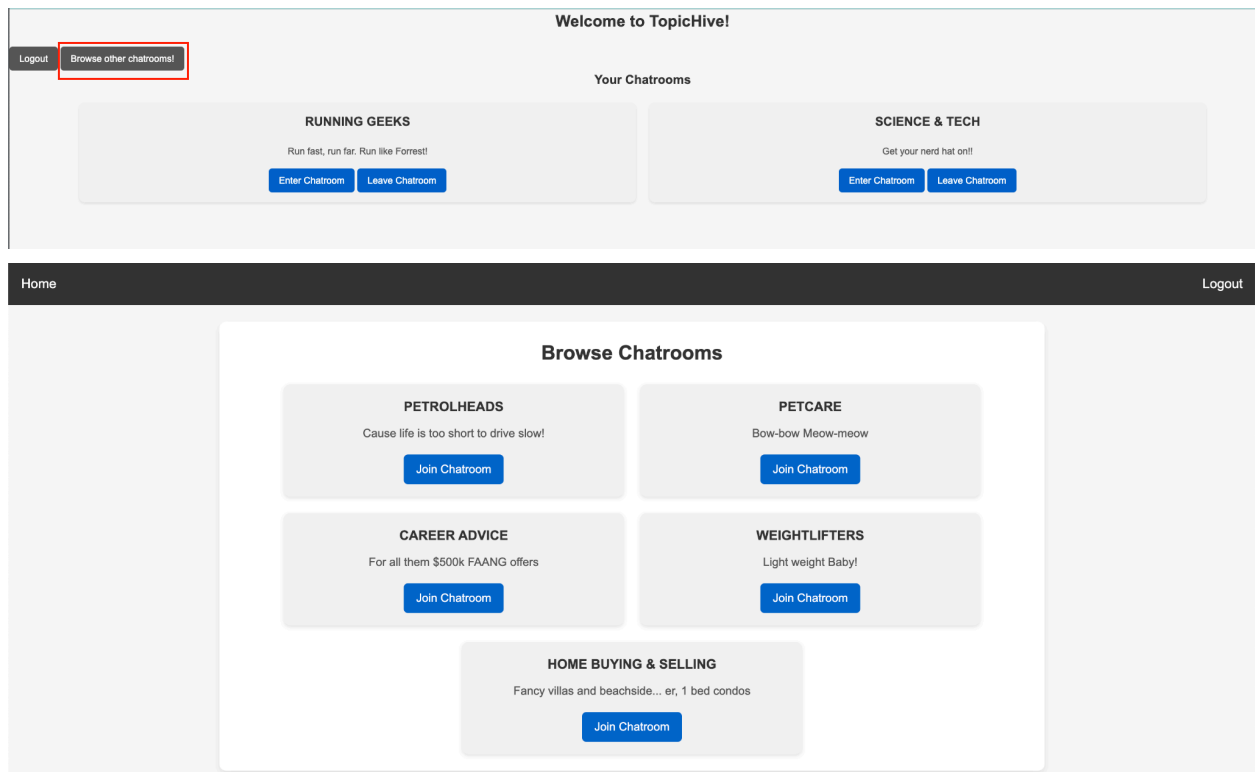 Welcome to TopicHive!
Logout Browse other chatrooms!
Your Chatrooms
RUNNING GEEKS
Run fast, run far. Run like Forrest!
Enter Chatroom Leave Chatroom
SCIENCE & TECH
Get your nerd hat on!!
Enter Chatroom Leave Chatroom
Home Logout
Browse Chatrooms
PETROLHEADS
Cause life is too short to drive slow!
Join Chatroom
PETCARE
Bow-bow Meow-meow
Join Chatroom
CAREER ADVICE
For all them $500k FAANG offers
Join Chatroom
WEIGHTLIFTERS
Light weight Baby!
Join Chatroom
HOME BUYING & SELLING
Fancy villas and beachside... er, 1 bed condos
Join Chatroom